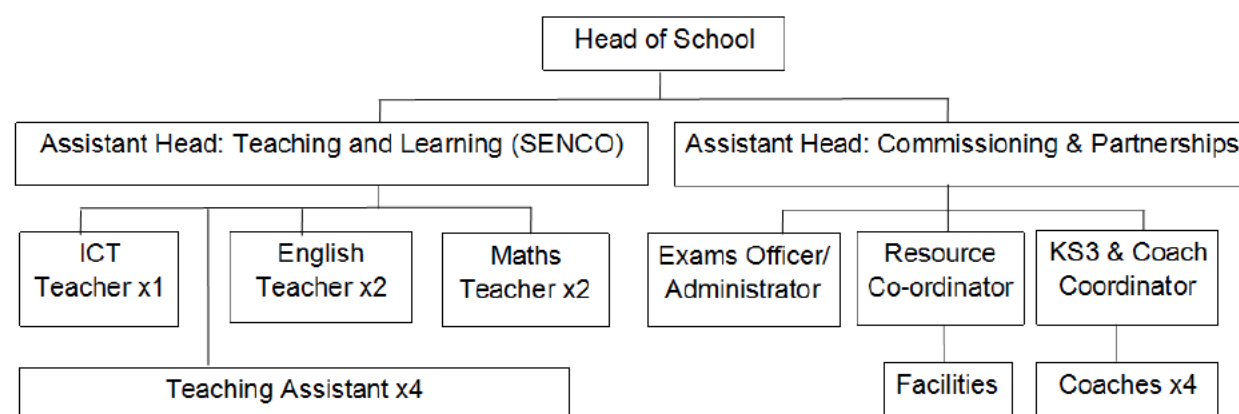 Head of School
Assistant Head: Teaching and Learning (SENCO)
Assistant Head: Commissioning & Partnerships
ICT
Teacher x1
English
Teacher x2
Maths
Teacher x2
Exams Officer/
Administrator
Resource
Co-ordinator
KS3 & Coach
Coordinator
Teaching Assistant x4
Facilities
Coaches x4